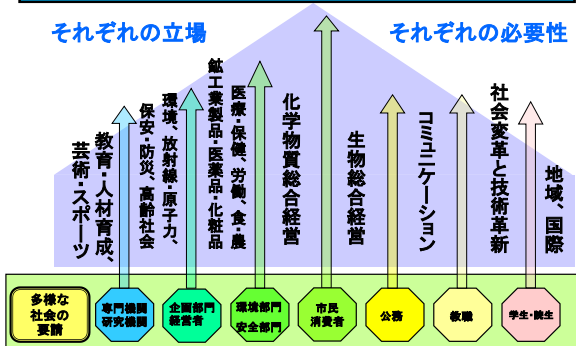 それぞれの立場
それぞれの必要性
教育・人材育成、
芸術・スポーツ
環境、放射線・原子力、
保安・防災、高齢社会
鉱工業製品・医薬品・化粧品
医療・保健、労働、食・農
化学物質総合経営
生物総合経営
コミュニケーション
社会変革と技術革新
地域、国際
多様な
社会の
要請
専門機関
研究機関
企画部門
経営者
環境部門
安全部門
市民
消費者
公務
教職
学生・院生